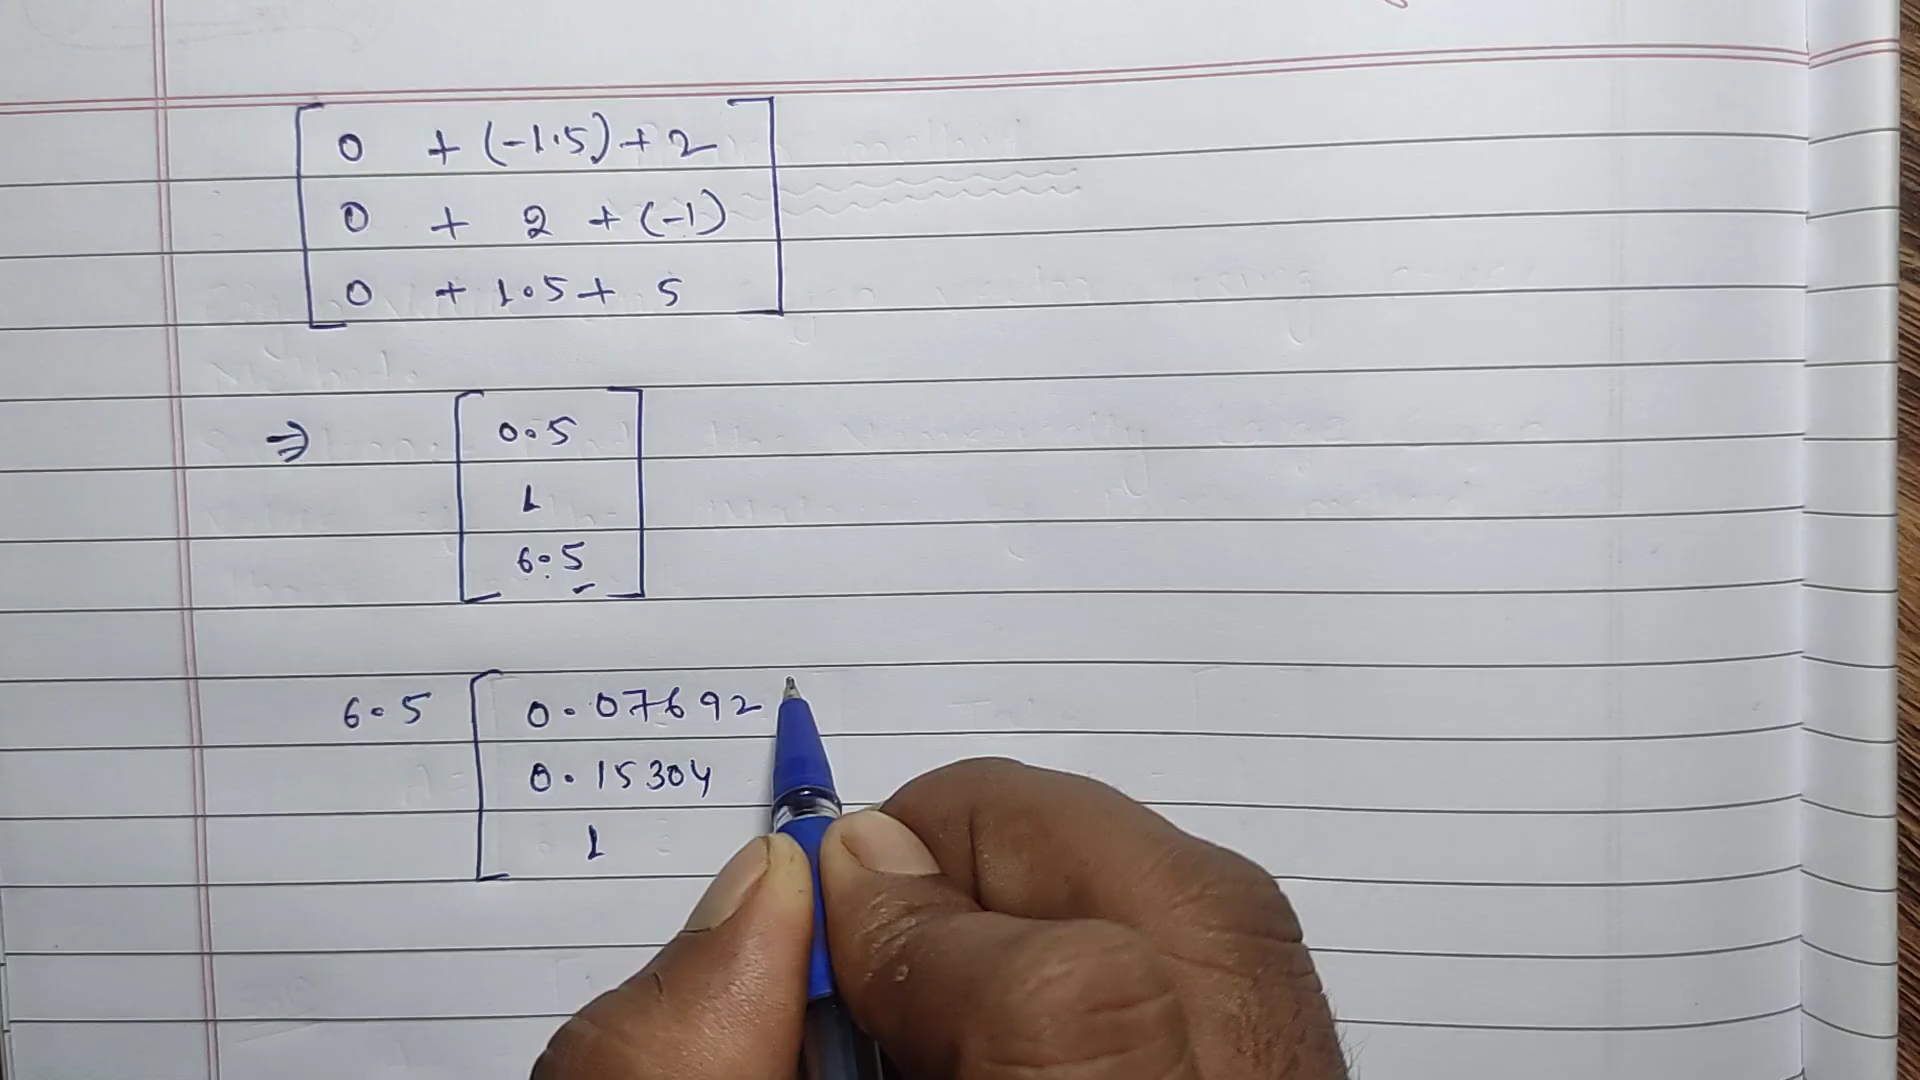 0 + (-1.5) + 2
0 + 2 + (-1)
0 + 1.5 + 5
⇒ 0.5
1
6.5
6.5 [ 0.07692
0.15304
1